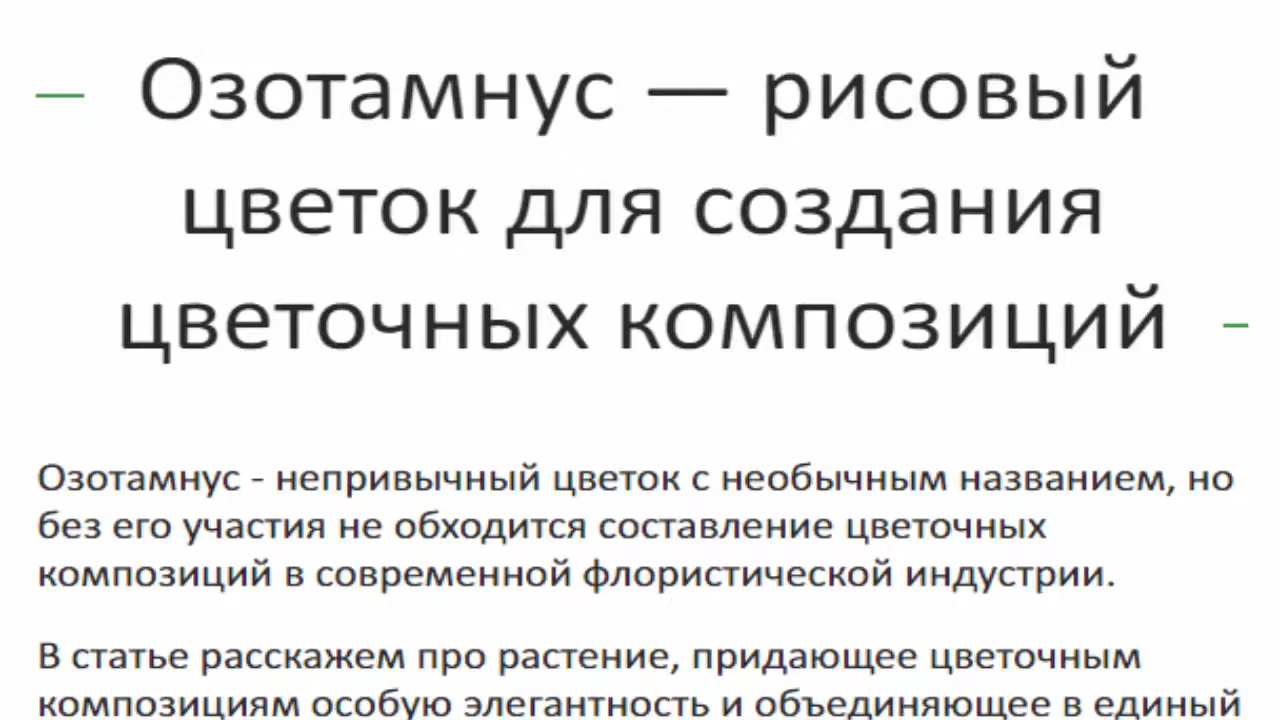 Озотамнус — рисовый
цветок для создания
цветочных композиций
Озотамнус - непривычный цветок с необычным названием, но
без его участия не обходится составление цветочных
композиций в современной флористической индустрии.
В статье расскажем про растение, придающее цветочным
композициям особую элегантность и объединяющее в единый